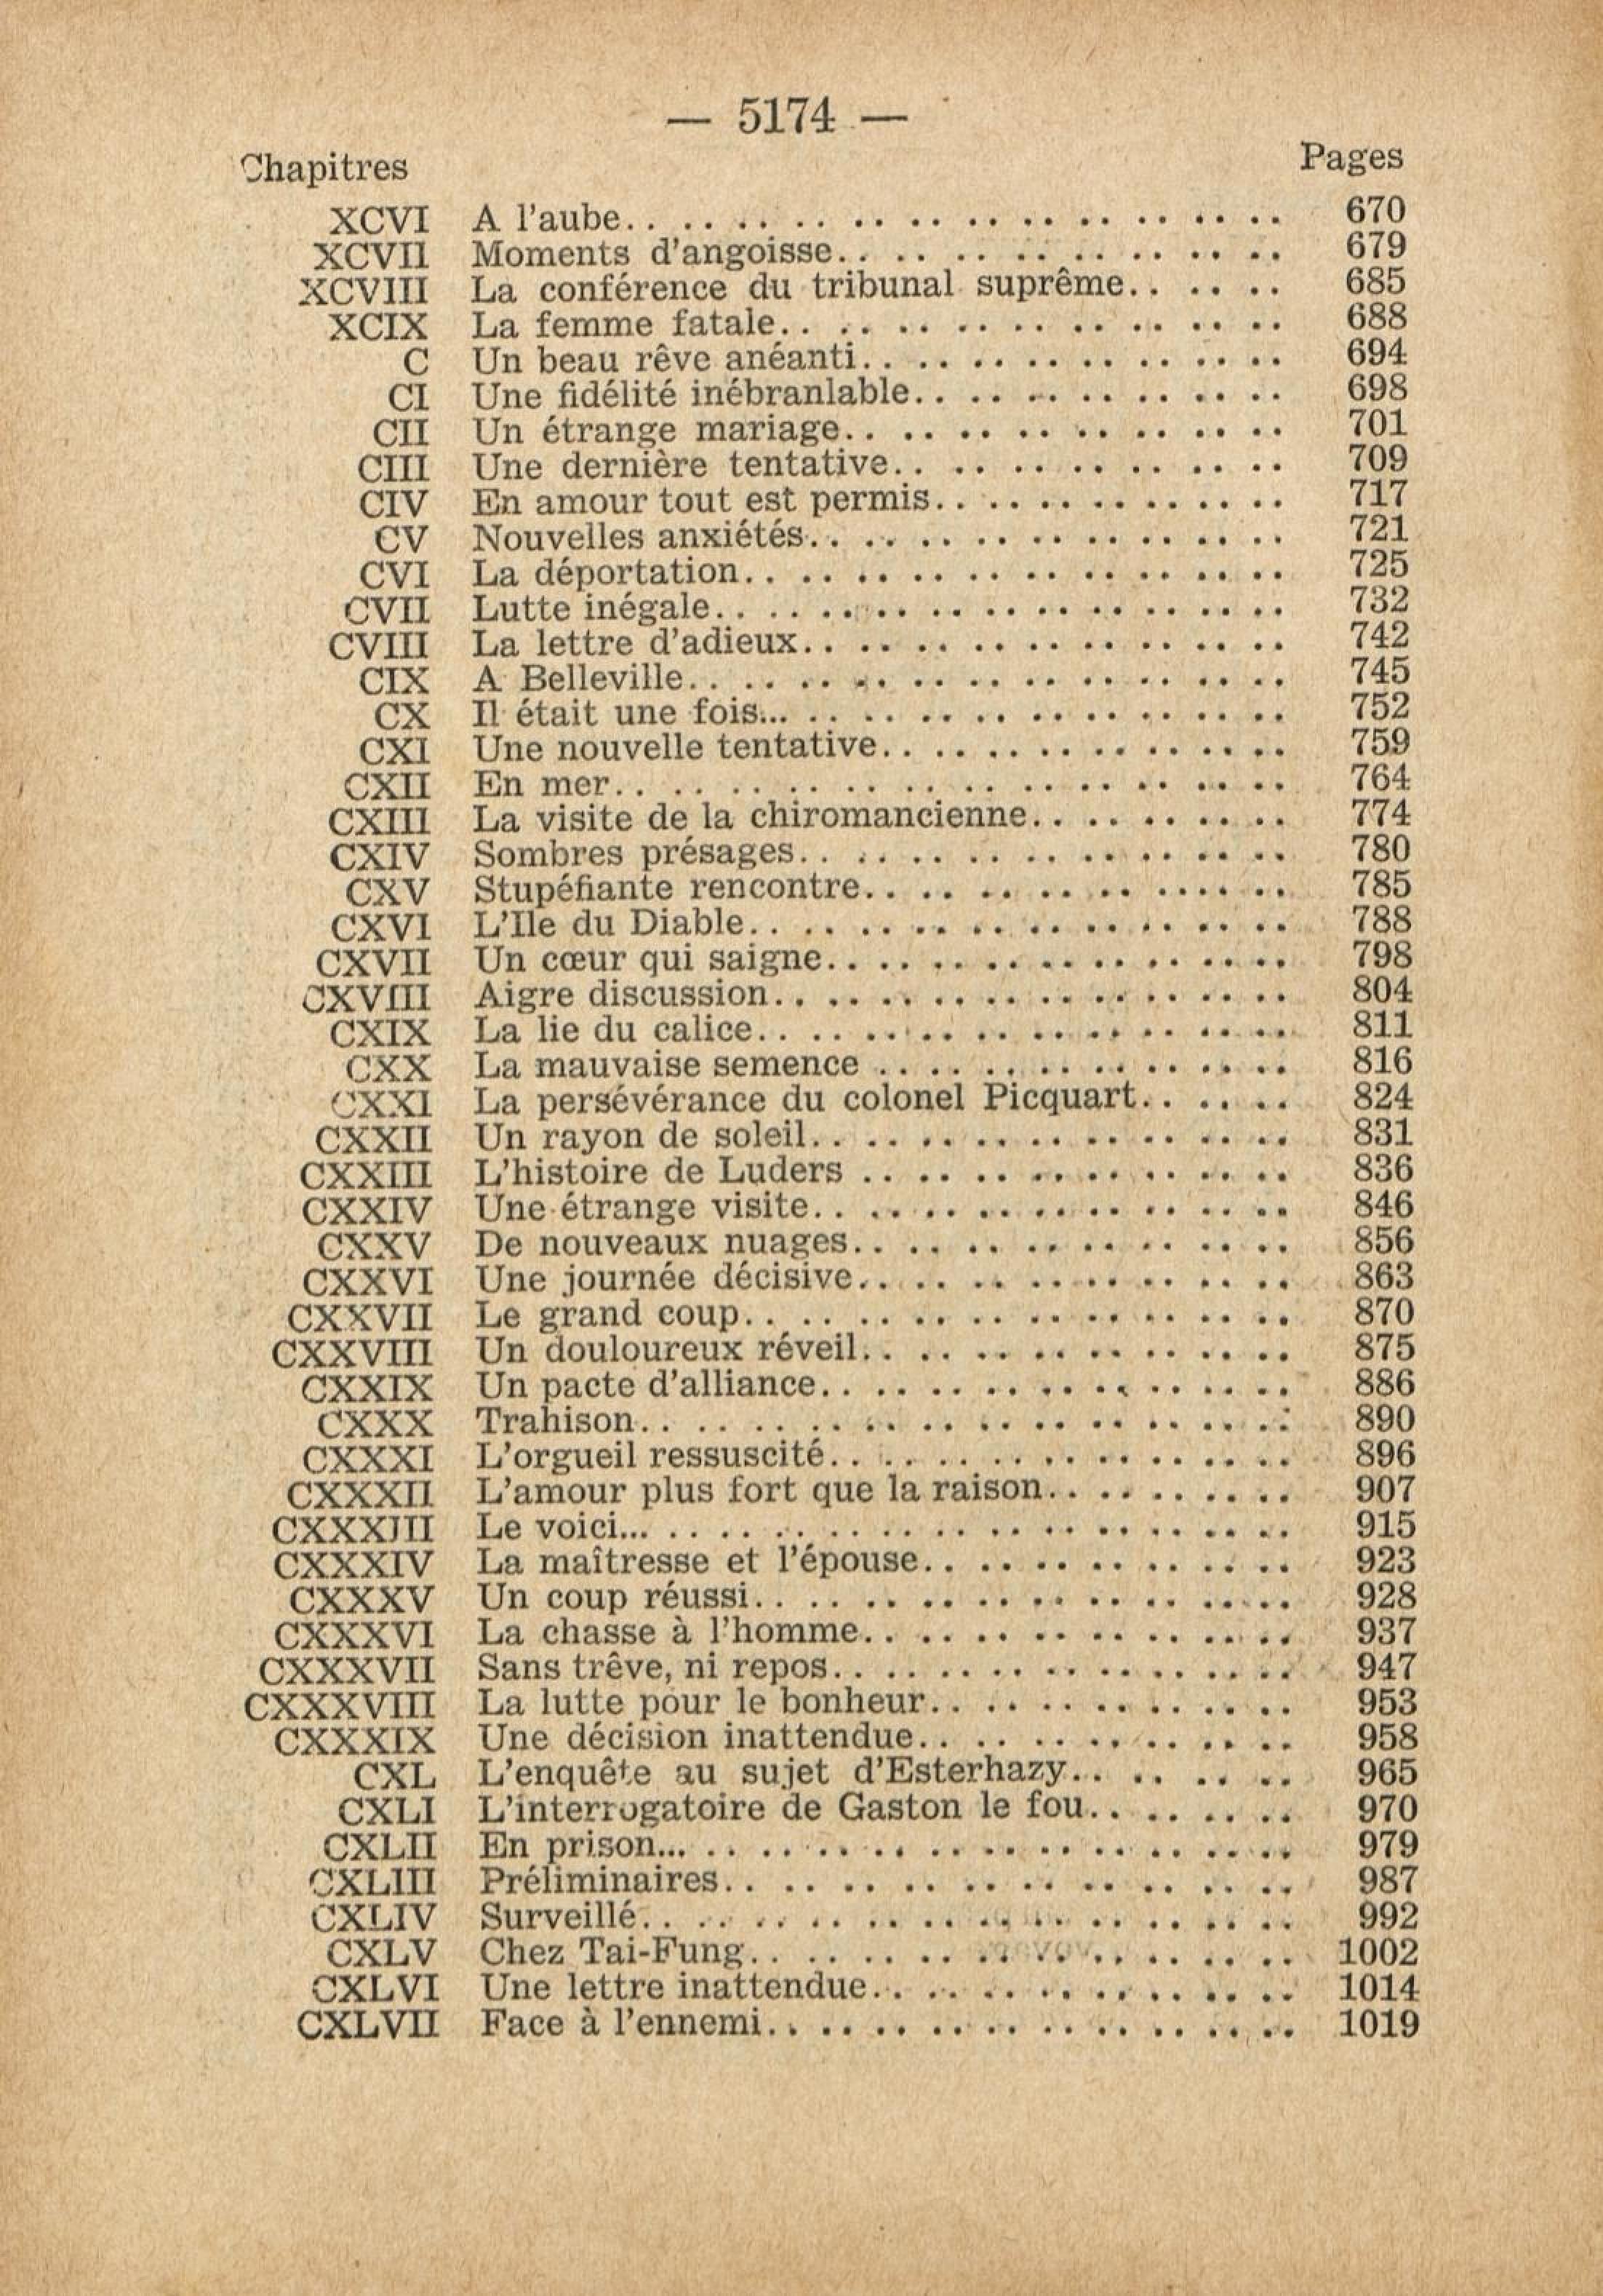 — 5174 —
Chapitres Pages
XCVI A l'aube.. .. .. .. .. .. .. .. .. .. .. .. 670
XCVII Moments d'angoisse.. .. .. .. .. .. .. .. 679
XCVIII La conférence du tribunal suprême.. .. .. 685
XCIX La femme fatale.. .. .. .. .. .. .. .. .. 688
C Un beau rêve anéanti.. .. .. .. .. .. .. .. 694
CI Une fidélité inébranlable.. .. .. .. .. .. .. 698
CII Un étrange mariage.. .. .. .. .. .. .. .. 701
CIII Une dernière tentative.. .. .. .. .. .. .. 709
CIV En amour tout est permis.. .. .. .. .. .. .. 717
CV Nouvelles anxiétés.. .. .. .. .. .. .. .. .. 721
CVI La déportation.. .. .. .. .. .. .. .. .. .. 725
CVII Lutte inégale.. .. .. .. .. .. .. .. .. .. 732
CVIII La lettre d'adieux.. .. .. .. .. .. .. .. .. 742
CIX A Belleville.. .. .. .. .. .. .. .. .. .. .. 745
CX Il était une fois... .. .. .. .. .. .. .. .. .. 752
CXI Une nouvelle tentative.. .. .. .. .. .. .. .. 759
CXII En mer.. .. .. .. .. .. .. .. .. .. .. .. 764
CXIII La visite de la chiromancienne.. .. .. .. .. 774
CXIV Sombres présages.. .. .. .. .. .. .. .. .. 780
CXV Stupéfiante rencontre.. .. .. .. .. .. .. .. 785
CXVI L'Ile du Diable.. .. .. .. .. .. .. .. .. .. 788
CXVII Un cœur qui saigne.. .. .. .. .. .. .. .. .. 798
CXVIII Aigre discussion.. .. .. .. .. .. .. .. .. .. 804
CXIX La lie du calice.. .. .. .. .. .. .. .. .. .. 811
CXX La mauvaise semence .. .. .. .. .. .. .. .. 816
CXXI La persévérance du colonel Picquart.. .. .. 824
CXXII Un rayon de soleil.. .. .. .. .. .. .. .. .. 831
CXXIII L'histoire de Luders .. .. .. .. .. .. .. .. 836
CXXIV Une étrange visite.. .. .. .. .. .. .. .. .. 846
CXXV De nouveaux nuages.. .. .. .. .. .. .. .. 856
CXXVI Une journée décisive.. .. .. .. .. .. .. .. 863
CXXVII Le grand coup.. .. .. .. .. .. .. .. .. .. 870
CXXVIII Un douloureux réveil.. .. .. .. .. .. .. .. 875
CXXIX Un pacte d'alliance.. .. .. .. .. .. .. .. .. 886
CXXX Trahison.. .. .. .. .. .. .. .. .. .. .. .. 890
CXXXI L'orgueil ressuscité.. .. .. .. .. .. .. .. .. 896
CXXXII L'amour plus fort que la raison.. .. .. .. .. 907
CXXXIII Le voici... .. .. .. .. .. .. .. .. .. .. .. 915
CXXXIV La maîtresse et l'épouse.. .. .. .. .. .. .. 923
CXXXV Un coup réussi.. .. .. .. .. .. .. .. .. .. 928
CXXXVI La chasse à l'homme.. .. .. .. .. .. .. .. 937
CXXXVII Sans trêve, ni repos.. .. .. .. .. .. .. .. .. 947
CXXXVIII La lutte pour le bonheur.. .. .. .. .. .. .. 953
CXXXIX Une décision inattendue.. .. .. .. .. .. .. 958
CXL L'enquête au sujet d'Esterhazy.. .. .. .. 965
CXLI L'interrogatoire de Gaston le fou.. .. .. .. 970
CXLII En prison... .. .. .. .. .. .. .. .. .. .. .. 979
CXLIII Préliminaires.. .. .. .. .. .. .. .. .. .. .. 987
CXLIV Surveillé.. .. .. .. .. .. .. .. .. .. .. .. 992
CXLV Chez Tai-Fung.. .. .. .. .. .. .. .. .. .. 1002
CXLVI Une lettre inattendue.. .. .. .. .. .. .. .. 1014
CXLVII Face à l'ennemi.. .. .. .. .. .. .. .. .. .. 1019